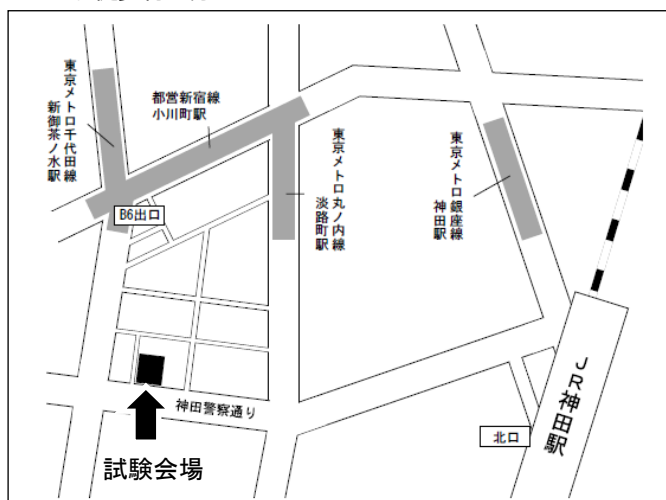 東京メトロ千代田線
新御茶ノ水駅
都営新宿線
小川町駅
東京メトロ丸ノ内線
淡路町駅
東京メトロ銀座線
神田駅
B6出口
神田警察通り
試験会場
北口
JR神田駅